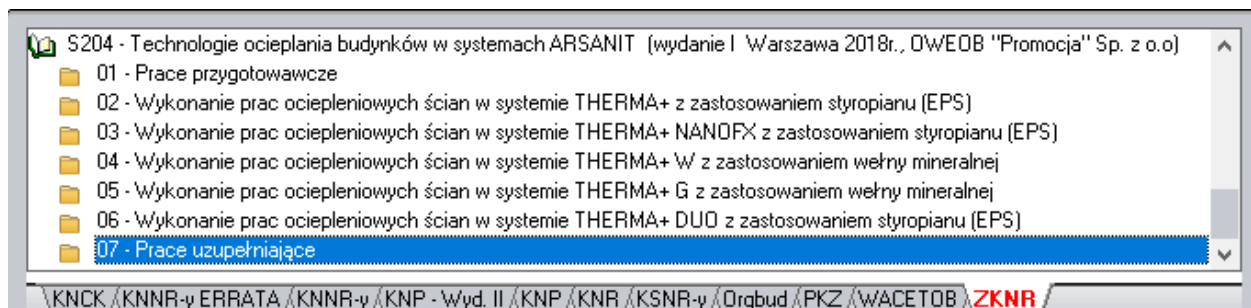 S204 - Technologie ocieplania budynków w systemach ARSANIT (wydanie I Warszawa 2018r., OWEOB "Promocja" Sp. z o.o)
01 - Prace przygotowawcze
02 - Wykonanie prac ociepleniowych ścian w systemie THERMA+ z zastosowaniem styropianu (EPS)
03 - Wykonanie prac ociepleniowych ścian w systemie THERMA+ NANOFX z zastosowaniem styropianu (EPS)
04 - Wykonanie prac ociepleniowych ścian w systemie THERMA+ W z zastosowaniem wełny mineralnej
05 - Wykonanie prac ociepleniowych ścian w systemie THERMA+ G z zastosowaniem wełny mineralnej
06 - Wykonanie prac ociepleniowych ścian w systemie THERMA+ DUO z zastosowaniem styropianu (EPS)
07 - Prace uzupełniające
KNCK KNNR-y ERRATA KNNR-y KNP - Wyd. II KNP KNR KSNR-y Orgbud PKZ WACETOB ZKNR